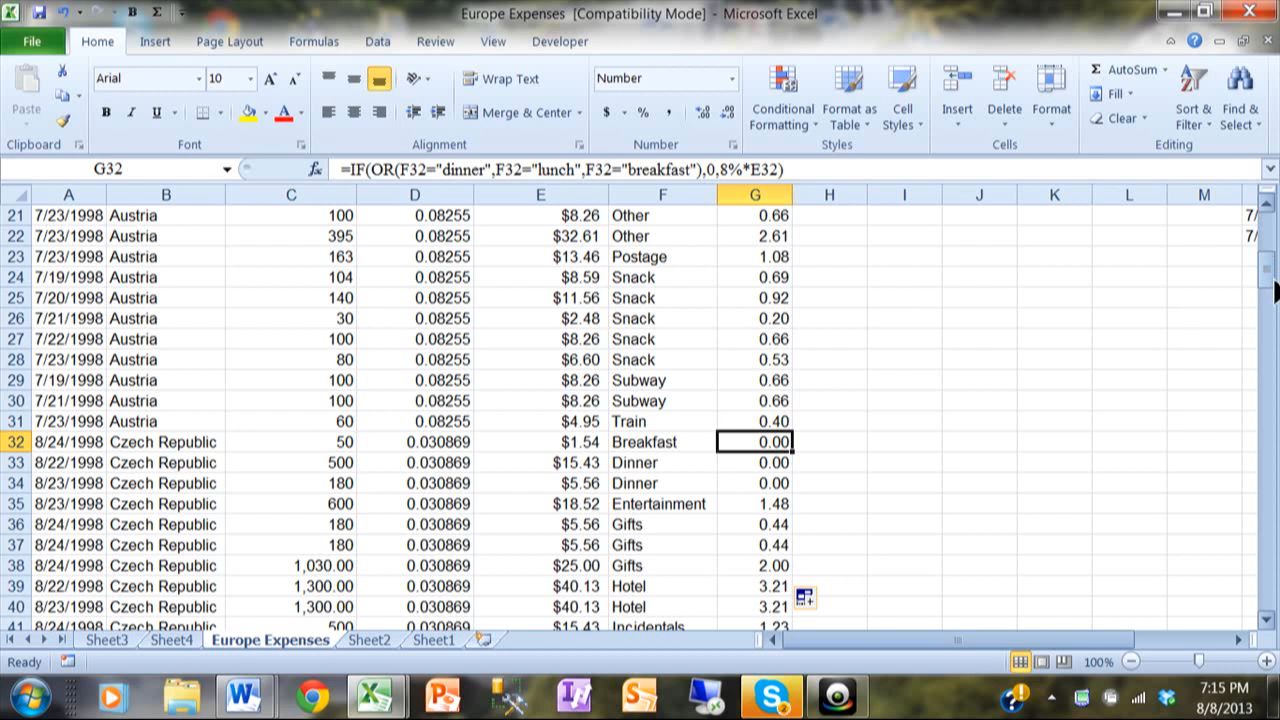 Europe Expenses [Compatibility Mode] - Microsoft Excel
File Home Insert Page Layout Formulas Data Review View Developer
Arial 10 Wrap Text Number AutoSum
Paste Merge & Center Conditional Formatting Format as Table Cell Styles Insert Delete Format Fill Clear Sort & Filter Find & Select
Clipboard Font Alignment Number Styles Cells Editing
G32 fx =IF(OR(F32="dinner",F32="lunch",F32="breakfast"),0,8%*E32)
A B C D E F G H I J K L M
21 7/23/1998 Austria 100 0.08255 $8.26 Other 0.66 7/
22 7/23/1998 Austria 395 0.08255 $32.61 Other 2.61 7/
23 7/23/1998 Austria 163 0.08255 $13.46 Postage 1.08
24 7/19/1998 Austria 104 0.08255 $8.59 Snack 0.69
25 7/20/1998 Austria 140 0.08255 $11.56 Snack 0.92
26 7/21/1998 Austria 30 0.08255 $2.48 Snack 0.20
27 7/22/1998 Austria 100 0.08255 $8.26 Snack 0.66
28 7/23/1998 Austria 80 0.08255 $6.60 Snack 0.53
29 7/19/1998 Austria 100 0.08255 $8.26 Subway 0.66
30 7/21/1998 Austria 100 0.08255 $8.26 Subway 0.66
31 7/23/1998 Austria 60 0.08255 $4.95 Train 0.40
32 8/24/1998 Czech Republic 50 0.030869 $1.54 Breakfast 0.00
33 8/22/1998 Czech Republic 500 0.030869 $15.43 Dinner 0.00
34 8/23/1998 Czech Republic 180 0.030869 $5.56 Dinner 0.00
35 8/23/1998 Czech Republic 600 0.030869 $18.52 Entertainment 1.48
36 8/24/1998 Czech Republic 180 0.030869 $5.56 Gifts 0.44
37 8/24/1998 Czech Republic 180 0.030869 $5.56 Gifts 0.44
38 8/24/1998 Czech Republic 1,030.00 0.030869 $25.00 Gifts 2.00
39 8/22/1998 Czech Republic 1,300.00 0.030869 $40.13 Hotel 3.21
40 8/23/1998 Czech Republic 1,300.00 0.030869 $40.13 Hotel 3.21
41 8/24/1998 Czech Republic 500 0.030869 $15.43 Incidentals 1.23
Sheet3 Sheet4 Europe Expenses Sheet2 Sheet1
Ready 100%
7:15 PM
8/8/2013